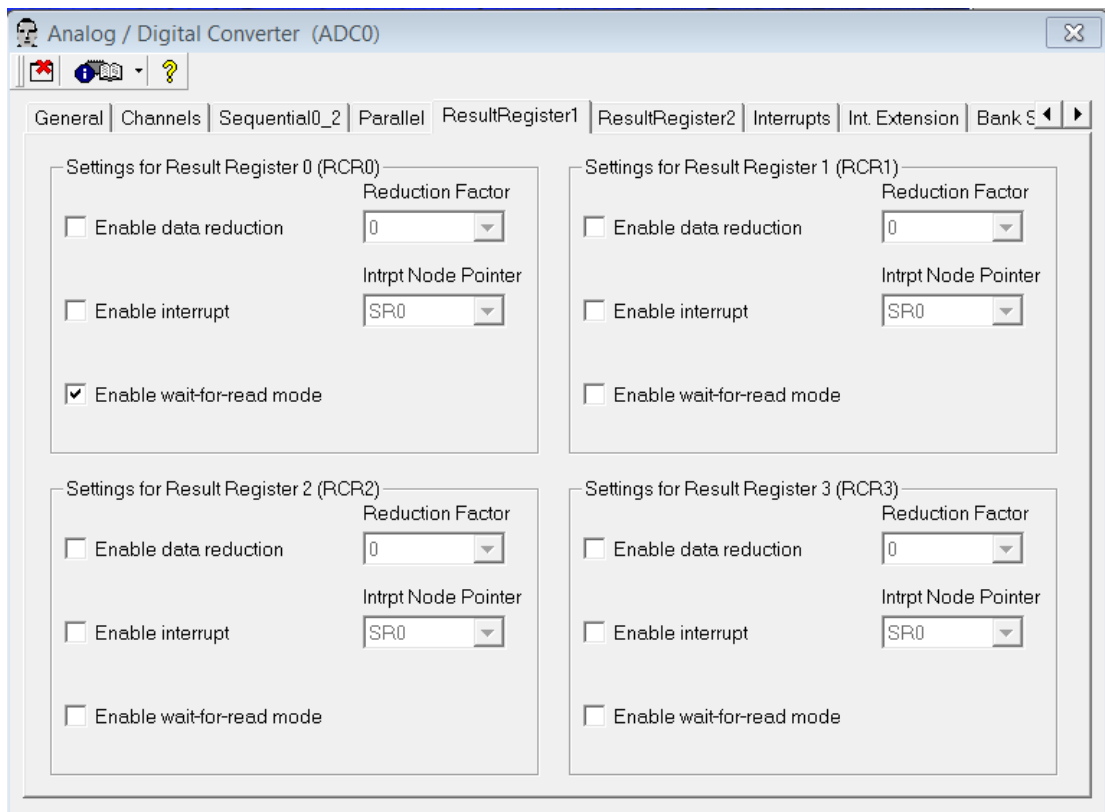 Analog / Digital Converter (ADC0)
General Channels Sequential0_2 Parallel ResultRegister1 ResultRegister2 Interrupts Int. Extension Bank S
Settings for Result Register 0 (RCR0)
Reduction Factor
Enable data reduction 0
Intrpt Node Pointer
Enable interrupt SR0
Enable wait-for-read mode
Settings for Result Register 1 (RCR1)
Reduction Factor
Enable data reduction 0
Intrpt Node Pointer
Enable interrupt SR0
Enable wait-for-read mode
Settings for Result Register 2 (RCR2)
Reduction Factor
Enable data reduction 0
Intrpt Node Pointer
Enable interrupt SR0
Enable wait-for-read mode
Settings for Result Register 3 (RCR3)
Reduction Factor
Enable data reduction 0
Intrpt Node Pointer
Enable interrupt SR0
Enable wait-for-read mode